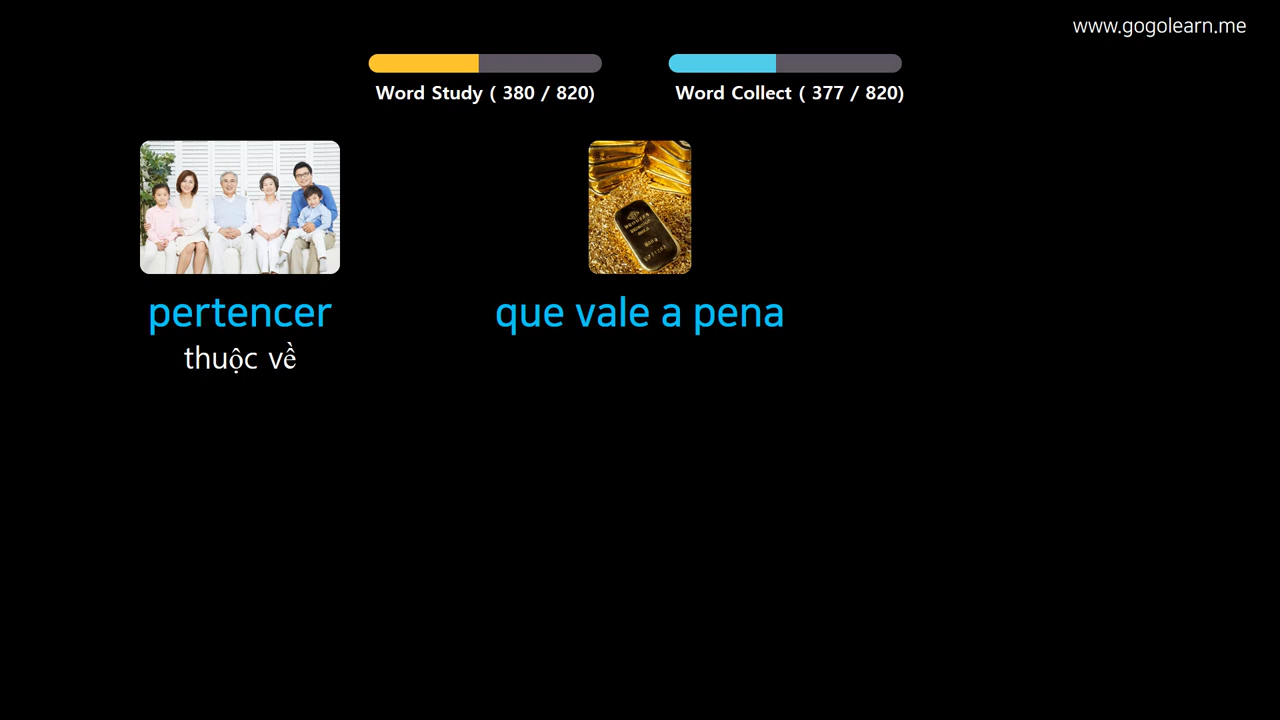 www.gogolearn.me
Word Study ( 380 / 820)
Word Collect ( 377 / 820)
pertencer
thuộc về
que vale a pena